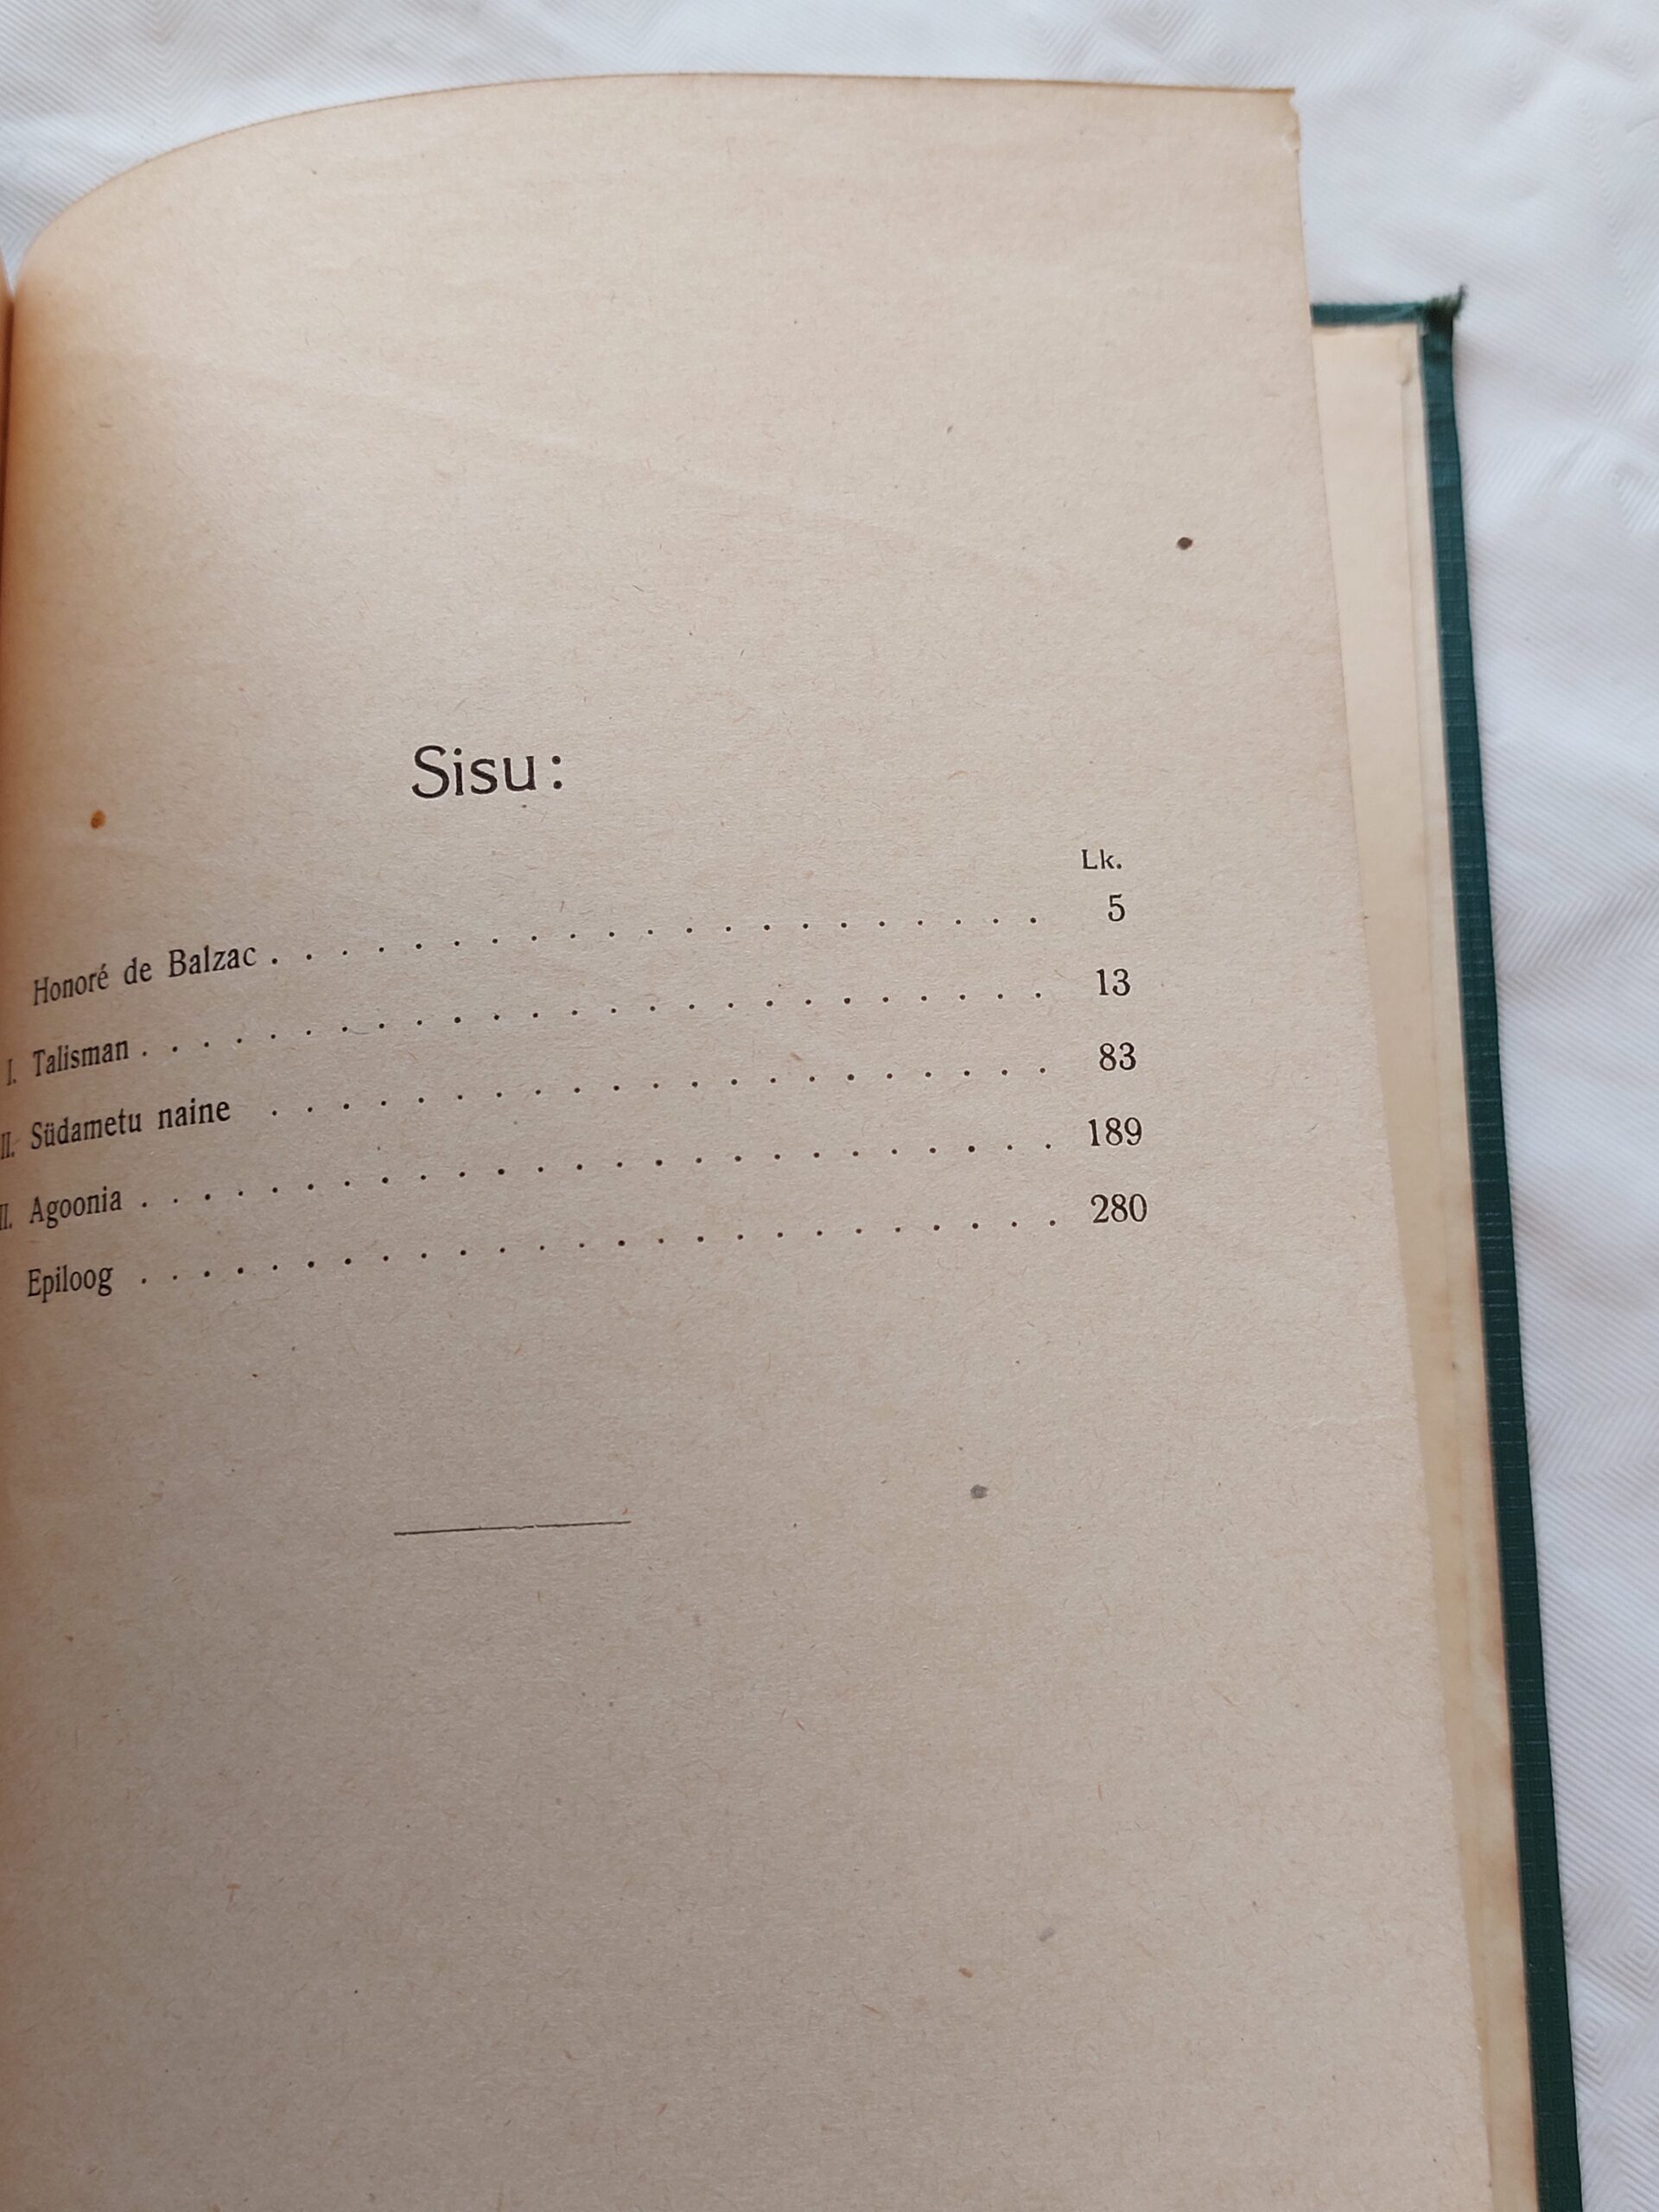 Sisu:
Lk.
Honoré de Balzac . . . . . . . . . . . . . . . . . . . . . 5
I. Talisman . . . . . . . . . . . . . . . . . . . . . . . . . 13
II. Südametu naine . . . . . . . . . . . . . . . . . . . . . 83
II. Agoonia . . . . . . . . . . . . . . . . . . . . . . . . . 189
Epiloog . . . . . . . . . . . . . . . . . . . . . . . . . 280